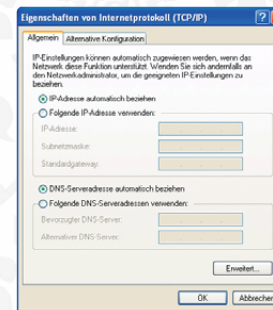 Eigenschaften von Internetprotokoll (TCP/IP)
Allgemein Alternative Konfiguration
IP-Einstellungen können automatisch zugewiesen werden, wenn das
Netzwerk diese Funktion unterstützt. Wenden Sie sich andernfalls an
den Netzwerkadministrator, um die geeigneten IP-Einstellungen zu
beziehen.
IP-Adresse automatisch beziehen
Folgende IP-Adresse verwenden:
IP-Adresse:
Subnetzmaske:
Standardgateway:
DNS-Serveradresse automatisch beziehen
Folgende DNS-Serveradressen verwenden:
Bevorzugter DNS-Server:
Alternativer DNS-Server:
Erweitert...
OK Abbrechen